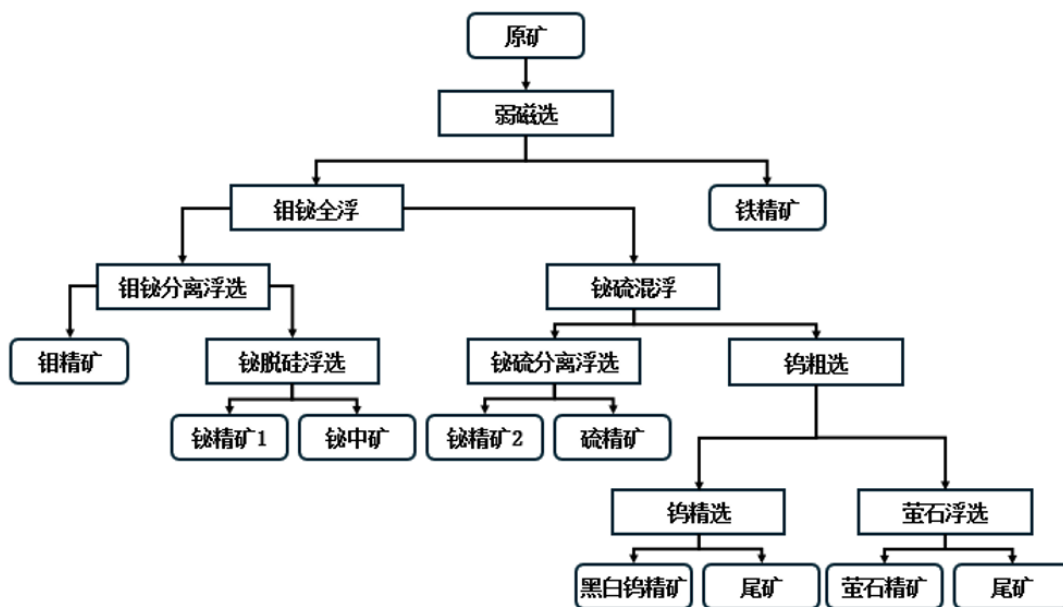 原矿
弱磁选
钼铋全浮
铁精矿
钼铋分离浮选
铋硫混浮
钼精矿
铋脱硅浮选
铋硫分离浮选
钨粗选
铋精矿1
铋中矿
铋精矿2
硫精矿
钨精选
萤石浮选
黑白钨精矿
尾矿
萤石精矿
尾矿